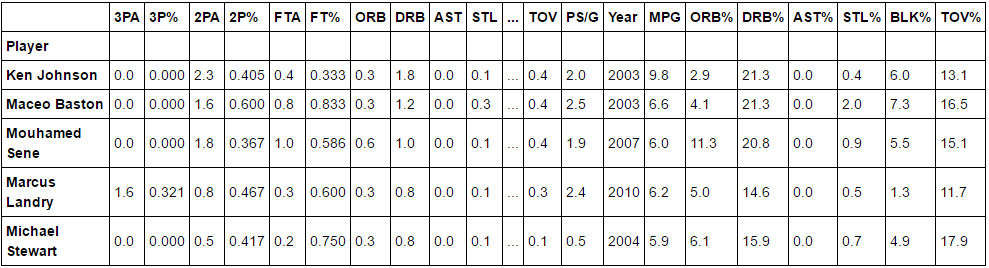 3PA 3P% 2PA 2P% FTA FT% ORB DRB AST STL ... TOV PS/G Year MPG ORB% DRB% AST% STL% BLK% TOV%
Player
Ken Johnson 0.0 0.000 2.3 0.405 0.4 0.333 0.3 1.8 0.0 0.1 ... 0.4 2.0 2003 9.8 2.9 21.3 0.0 0.4 6.0 13.1
Maceo Baston 0.0 0.000 1.6 0.600 0.8 0.833 0.3 1.2 0.0 0.3 ... 0.4 2.5 2003 6.6 4.1 21.3 0.0 2.0 7.3 16.5
Mouhamed
Sene 0.0 0.000 1.8 0.367 1.0 0.586 0.6 1.0 0.0 0.1 ... 0.4 1.9 2007 6.0 11.3 20.8 0.0 0.9 5.5 15.1
Marcus
Landry 1.6 0.321 0.8 0.467 0.3 0.600 0.3 0.8 0.0 0.1 ... 0.3 2.4 2010 6.2 5.0 14.6 0.0 0.5 1.3 11.7
Michael
Stewart 0.0 0.000 0.5 0.417 0.2 0.750 0.3 0.8 0.0 0.1 ... 0.1 0.5 2004 5.9 6.1 15.9 0.0 0.7 4.9 17.9